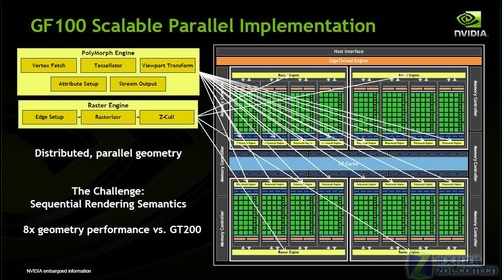 GF100 Scalable Parallel Implementation
NVIDIA
PolyMorph Engine
Vertex Fetch
Tessellator
Viewport Transform
Attribute Setup
Stream Output
Raster Engine
Edge Setup
Rasterizer
Z-Cull
Distributed, parallel geometry
The Challenge:
Sequential Rendering Semantics
8x geometry performance vs. GT200
Host Interface
GigaThread Engine
Raster Engine
Engine
Memory Controller
Memory Controller
L2 Cache
Memory Controller
Memory Controller
Memory Controller
Memory Controller
Raster Engine
Raster Engine
NVIDIA embargoed information
zol.com.cn